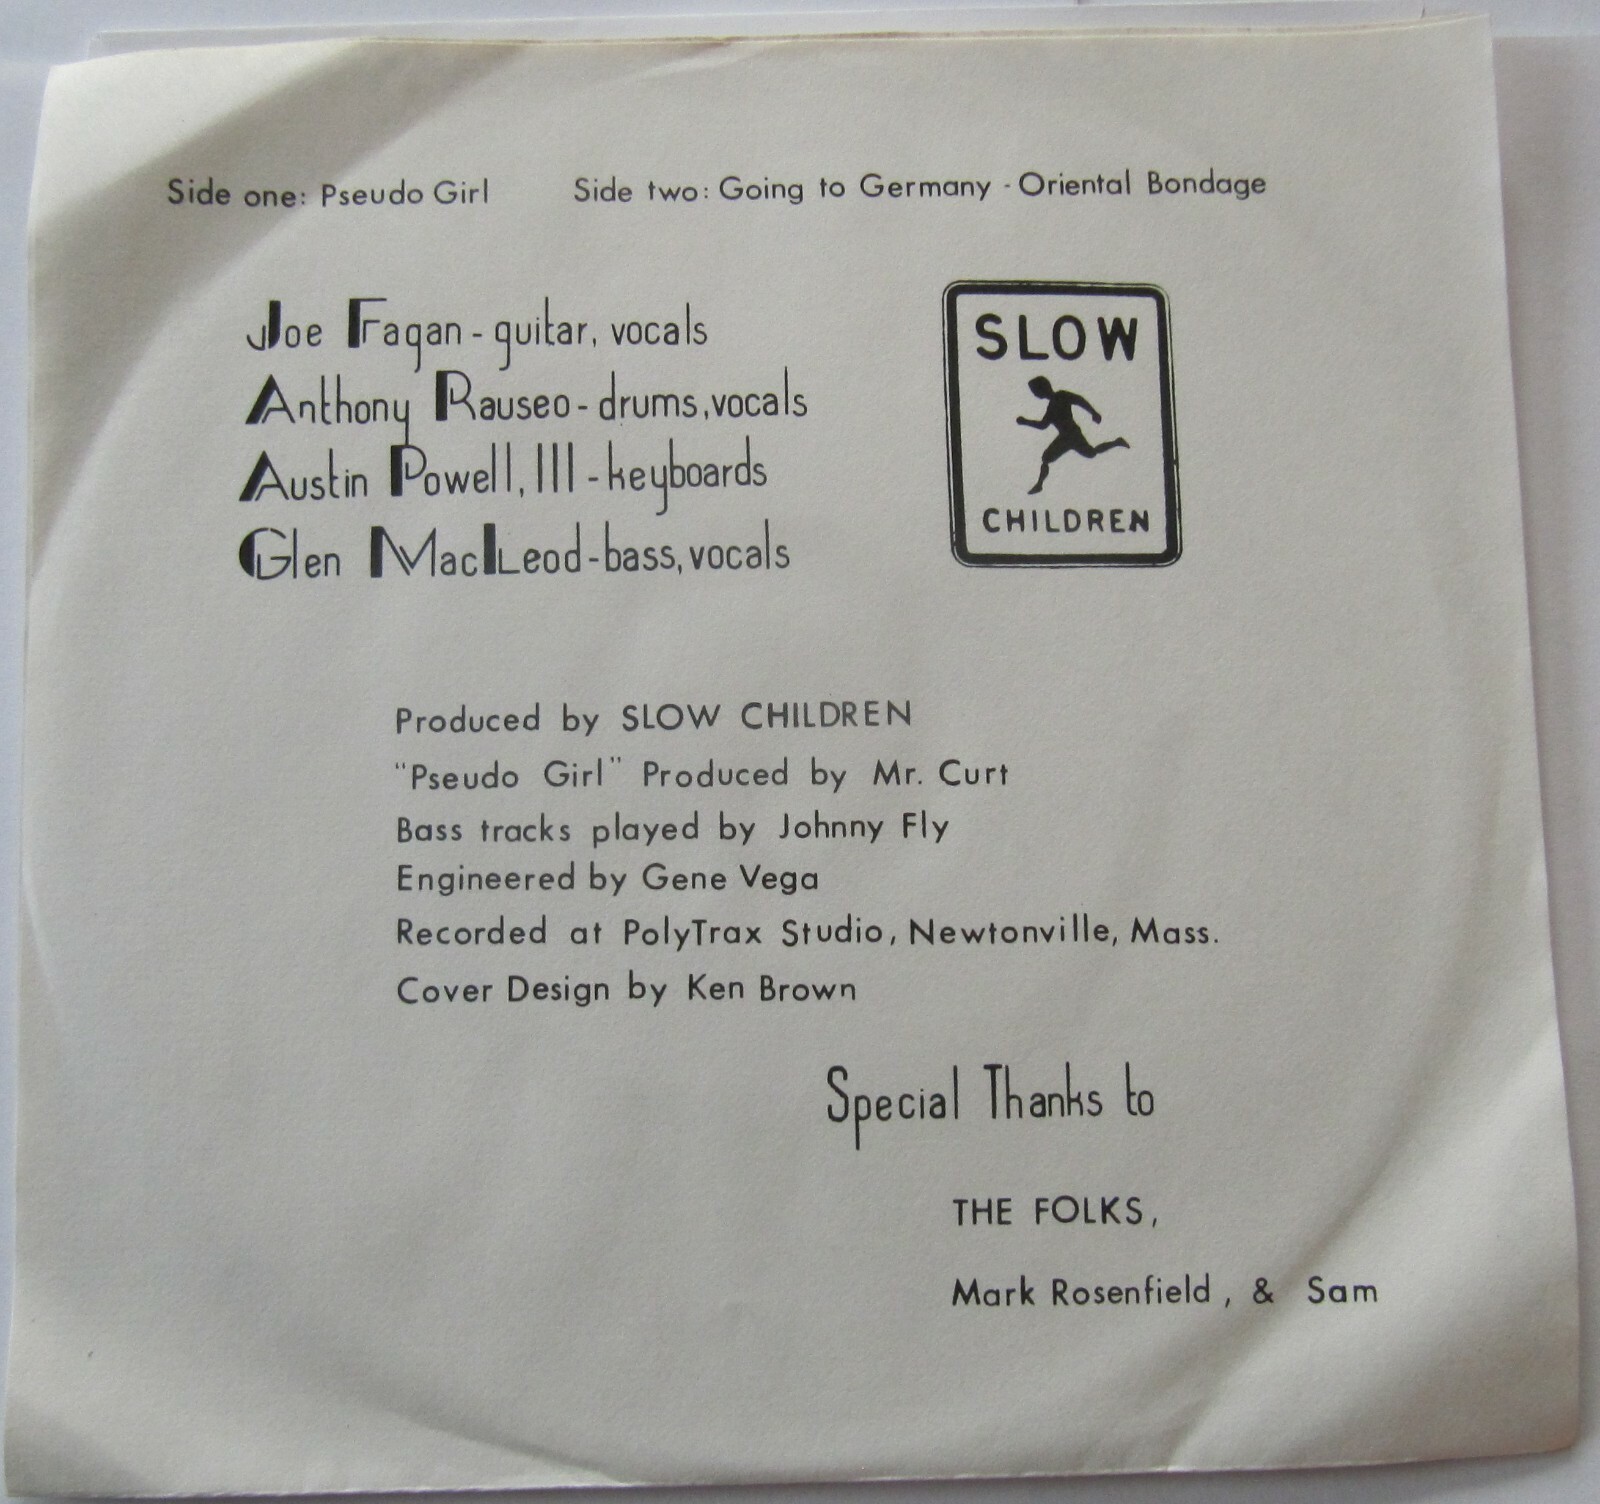 Side one: Pseudo Girl Side two: Going to Germany - Oriental Bondage
Joe Fagan - guitar, vocals
Anthony Rauseo - drums, vocals
Austin Powell, III - keyboards
Glen MacLeod - bass, vocals
SLOW
CHILDREN
Produced by SLOW CHILDREN
"Pseudo Girl" Produced by Mr. Curt
Bass tracks played by Johnny Fly
Engineered by Gene Vega
Recorded at PolyTrax Studio, Newtonville, Mass.
Cover Design by Ken Brown
Special Thanks to
THE FOLKS,
Mark Rosenfield, & Sam